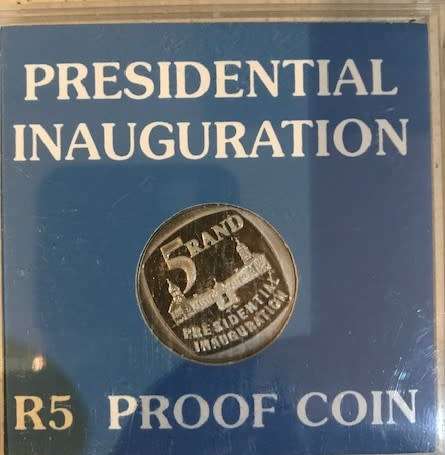 PRESIDENTIAL
INAUGURATION
5 RAND
PRESIDENTIAL
INAUGURATION
R5 PROOF COIN